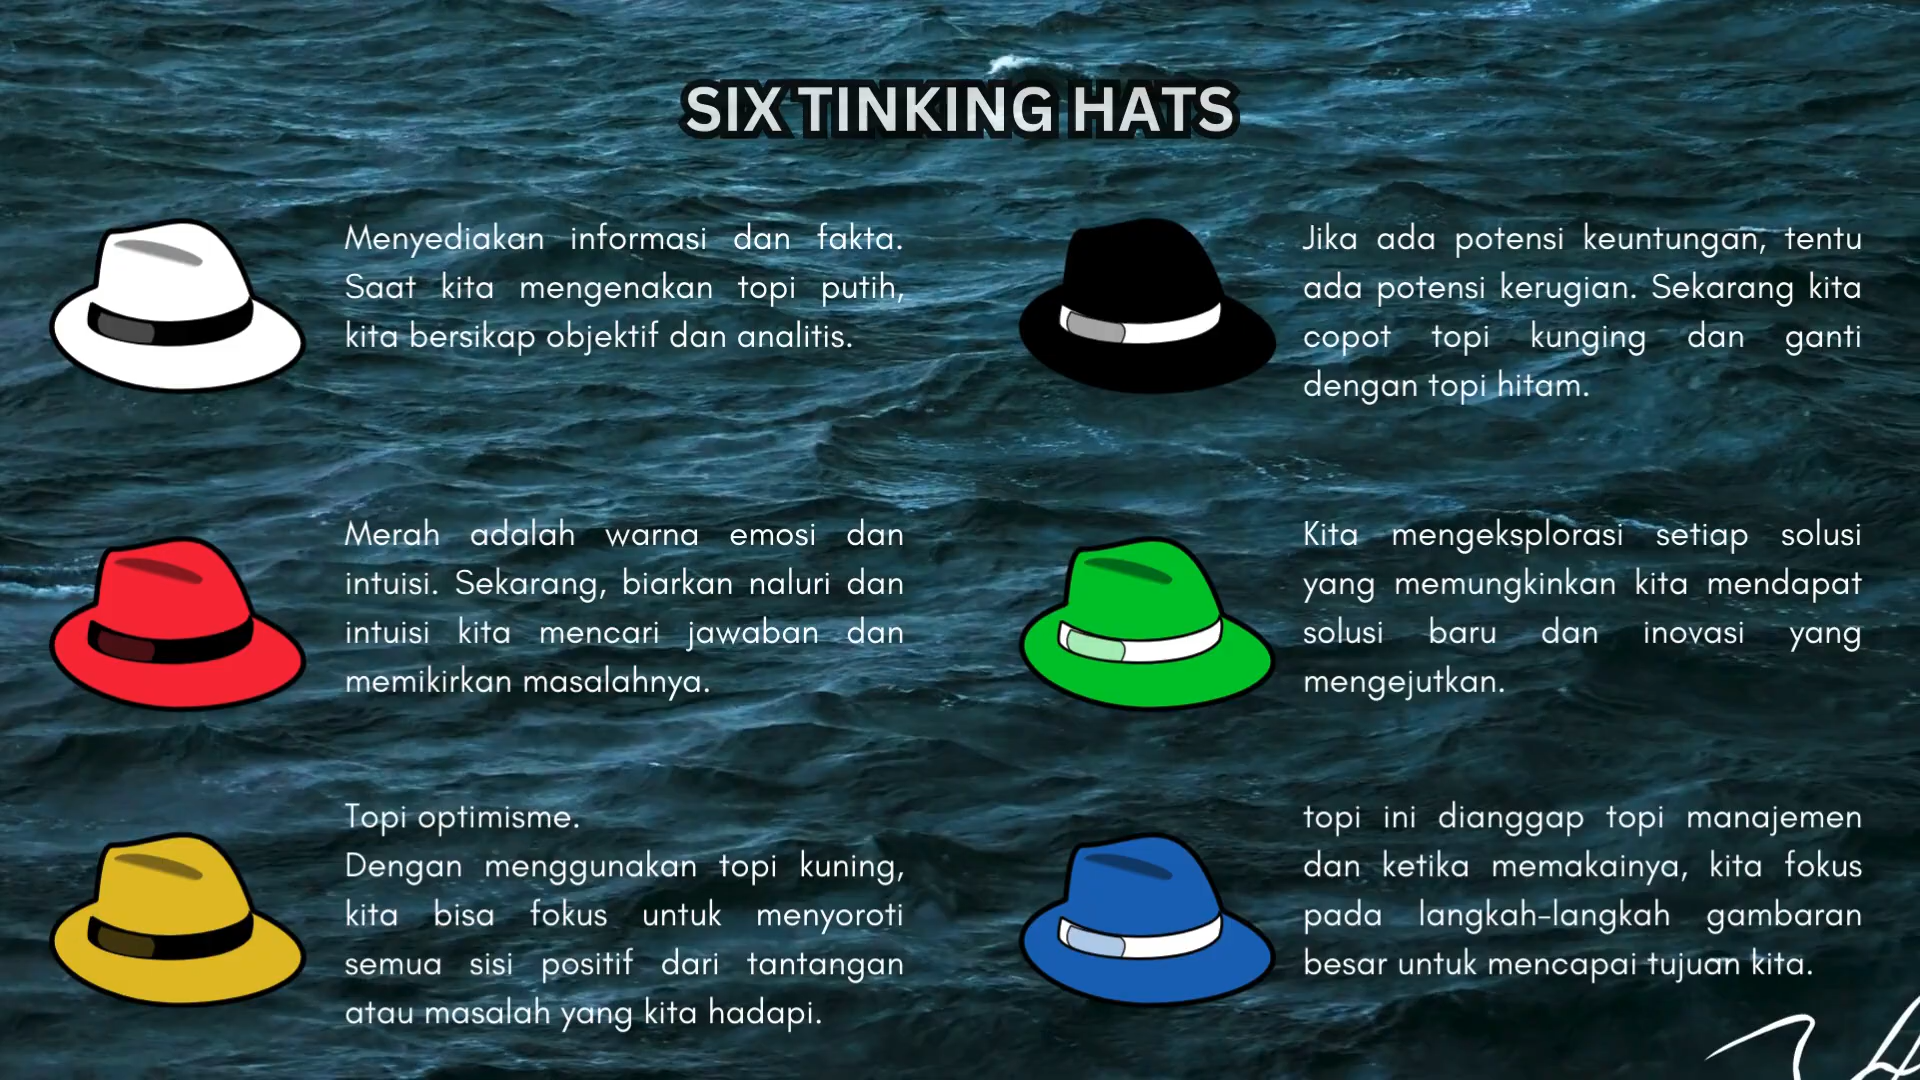 SIX TINKING HATS
Menyediakan informasi dan fakta.
Saat kita mengenakan topi putih,
kita bersikap objektif dan analitis.
Merah adalah warna emosi dan
intuisi. Sekarang, biarkan naluri dan
intuisi kita mencari jawaban dan
memikirkan masalahnya.
Topi optimisme.
Dengan menggunakan topi kuning,
kita bisa fokus untuk menyoroti
semua sisi positif dari tantangan
atau masalah yang kita hadapi.
Jika ada potensi keuntungan, tentu
ada potensi kerugian. Sekarang kita
copot topi kunging dan ganti
dengan topi hitam.
Kita mengeksplorasi setiap solusi
yang memungkinkan kita mendapat
solusi baru dan inovasi yang
mengejutkan.
topi ini dianggap topi manajemen
dan ketika memakainya, kita fokus
pada langkah-langkah gambaran
besar untuk mencapai tujuan kita.